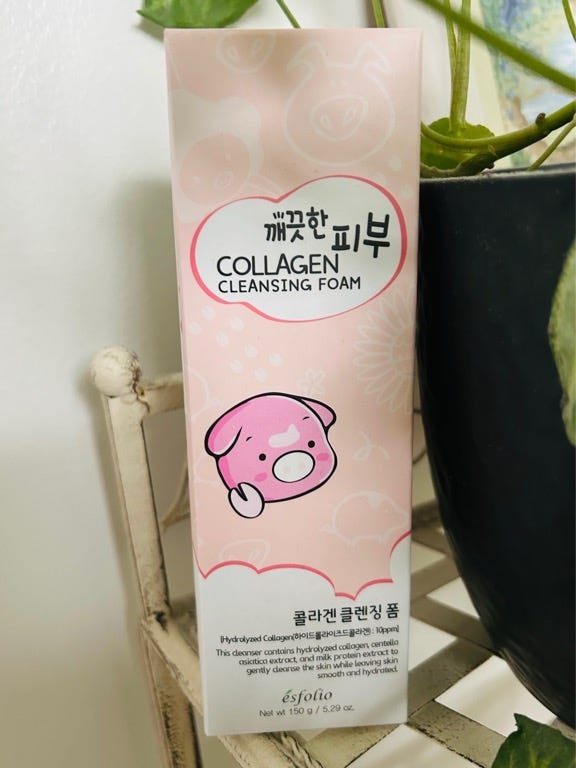 깨끗한 피부
COLLAGEN
CLEANSING FOAM
콜라겐 클렌징 폼
[Hydrolyzed Collagen(하이드롤라이즈드콜라겐) : 10ppm]
This cleanser contains hydrolyzed collagen, centella
asiatica extract, and milk protein extract to
gently cleanse the skin while leaving skin
smooth and hydrated.
esfolio
Net wt 150 g / 5.29 oz.